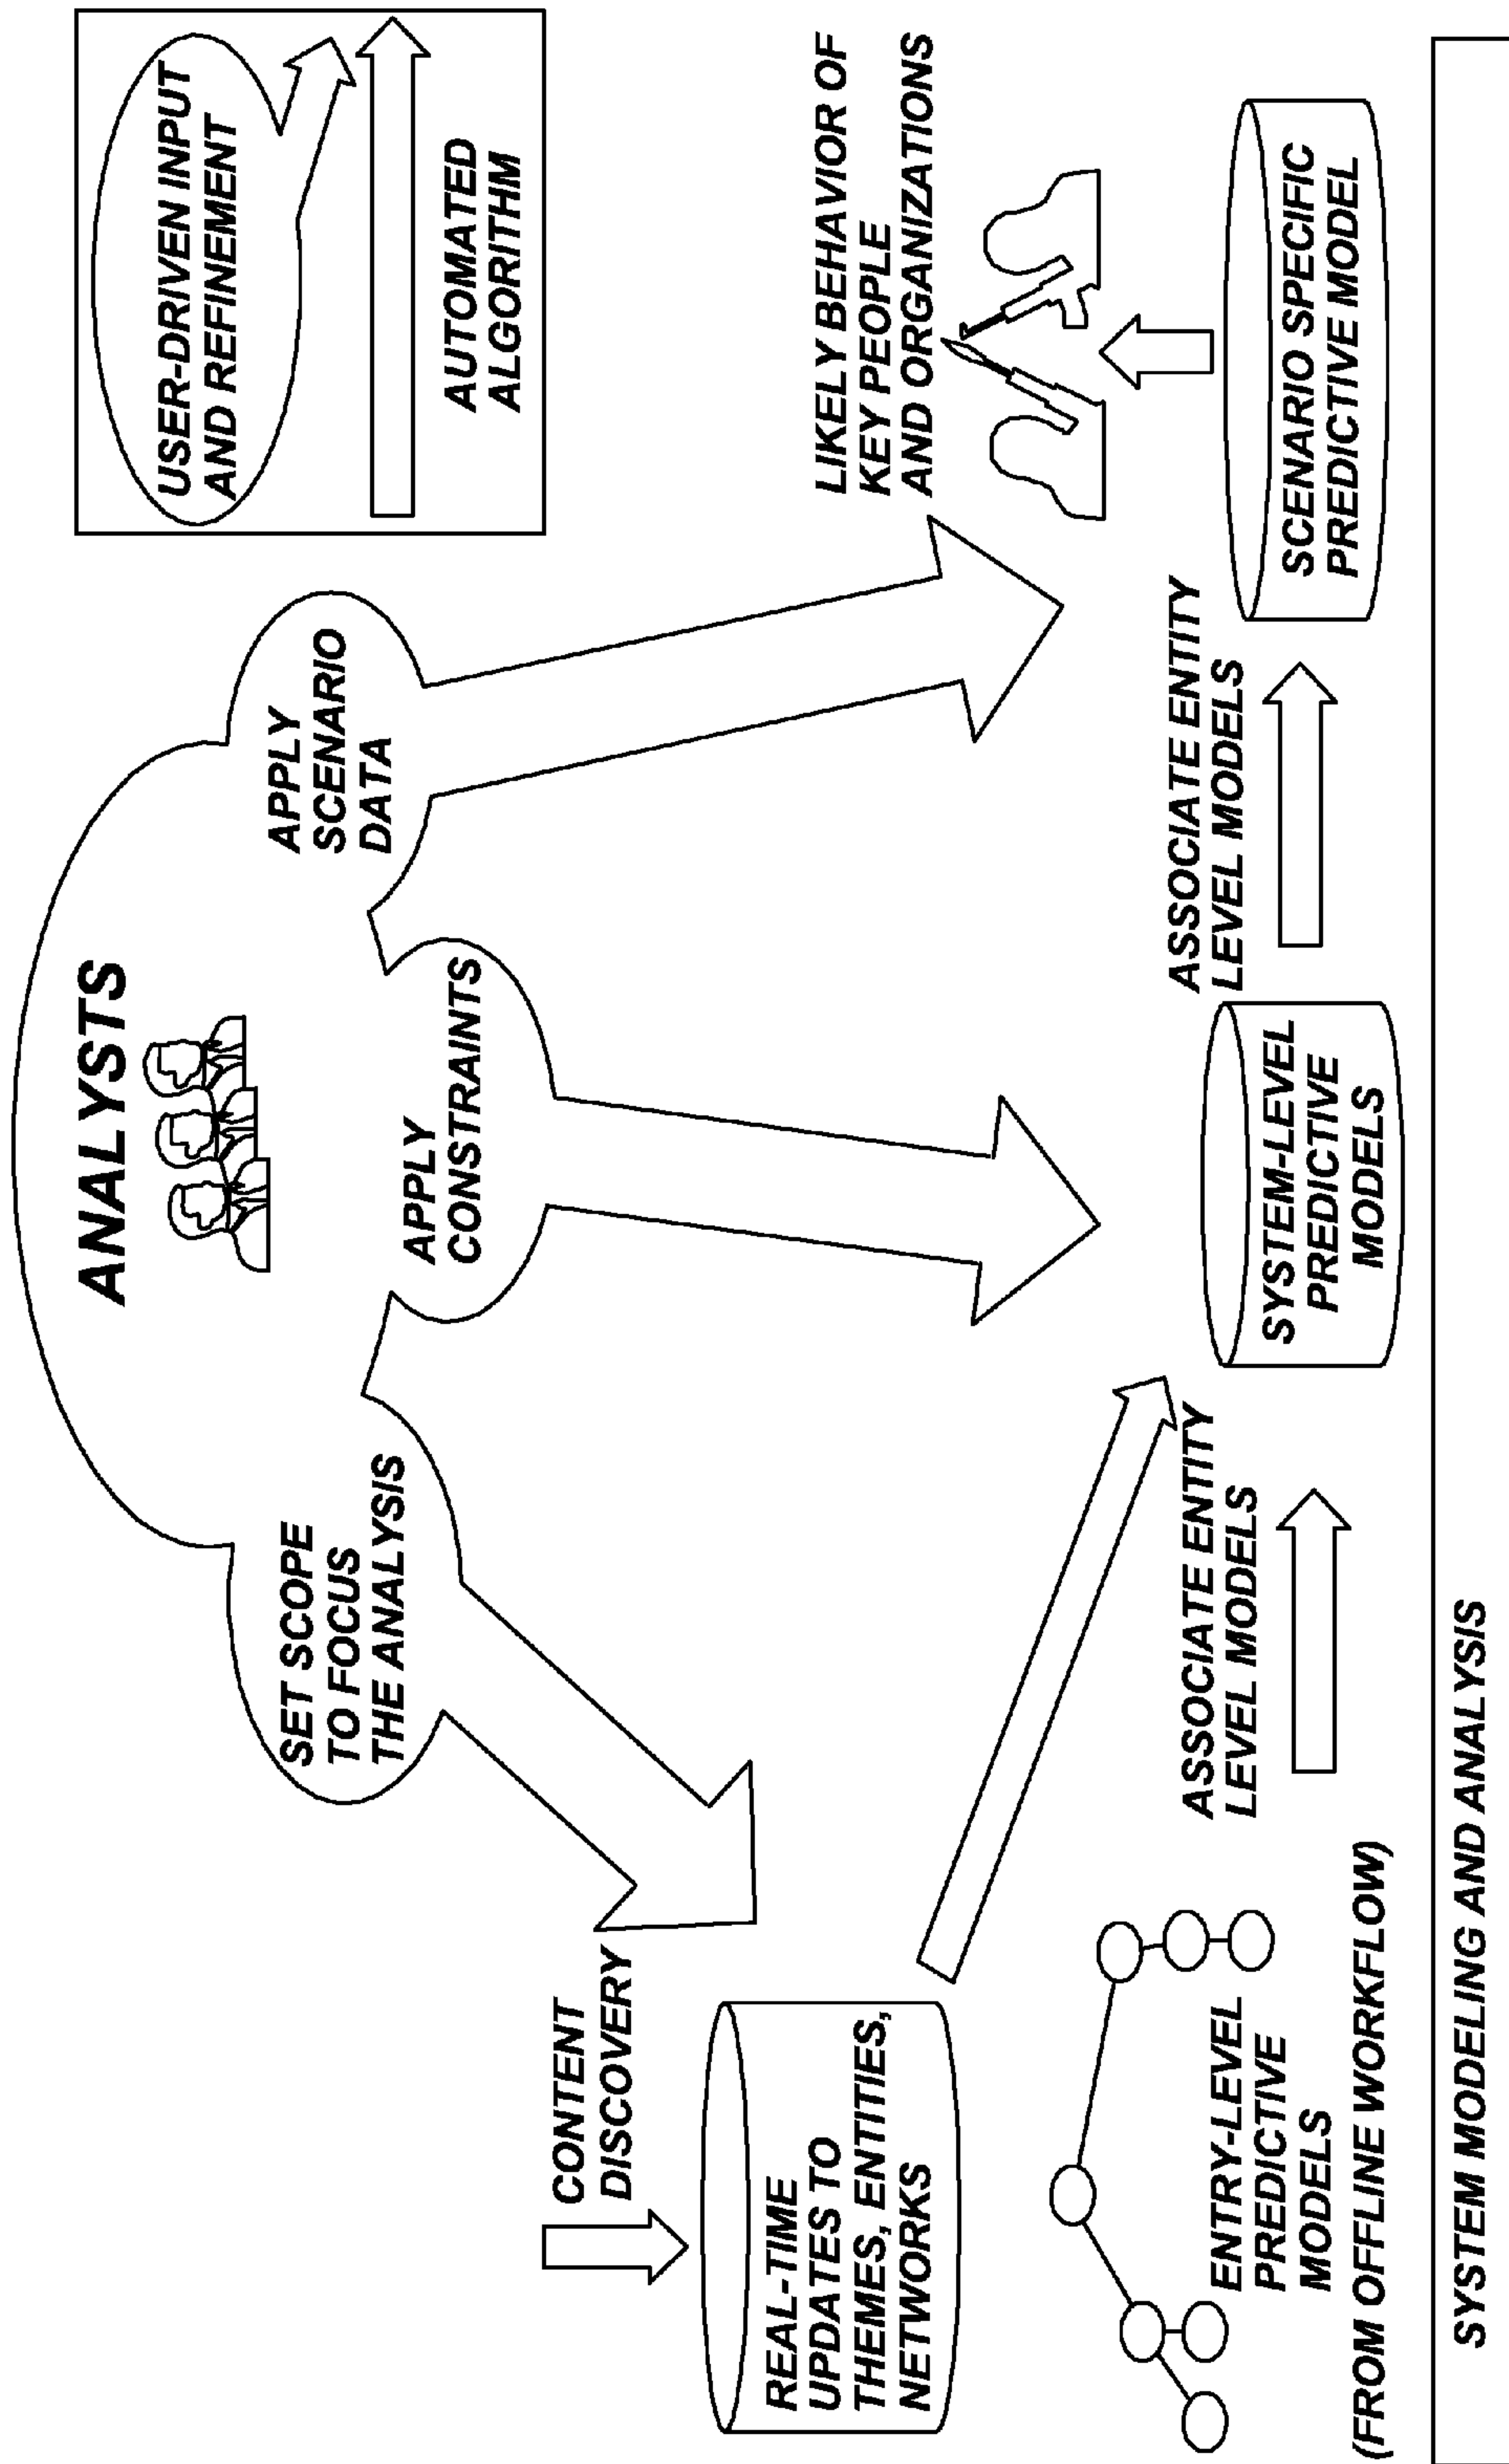 ANALYSTS
SET SCOPE
TO FOCUS
THE ANALYSIS
APPLY
CONSTRAINTS
APPLY
SCENARIO
DATA
USER-DRIVEN INPUT
AND REFINEMENT
AUTOMATED
ALGORITHM
CONTENT
DISCOVERY
REAL-TIME
UPDATES TO
THEMES, ENTITIES,
NETWORKS
LIKELY BEHAVIOR OF
KEY PEOPLE
AND ORGANIZATIONS
ENTRY-LEVEL
PREDICTIVE
MODELS
(FROM OFFLINE WORKFLOW)
ASSOCIATE ENTITY
LEVEL MODELS
SYSTEM-LEVEL
PREDICTIVE
MODELS
ASSOCIATE ENTITY
LEVEL MODELS
SCENARIO SPECIFIC
PREDICTIVE MODEL
SYSTEM MODELING AND ANALYSIS